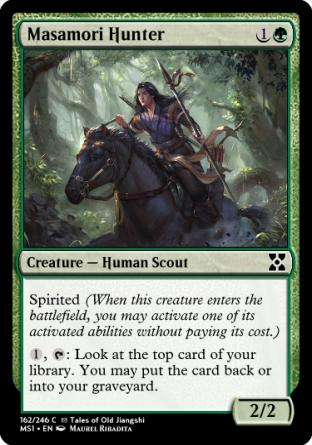 Masamori Hunter 1
Creature — Human Scout
Spirited (When this creature enters the
battlefield, you may activate one of its
activated abilities without paying its cost.)
1, : Look at the top card of your
library. You may put the card back or
into your graveyard.
2/2
162/246 C Tales of Old Jiangshi
MS1 • EN Maurel Ribadita